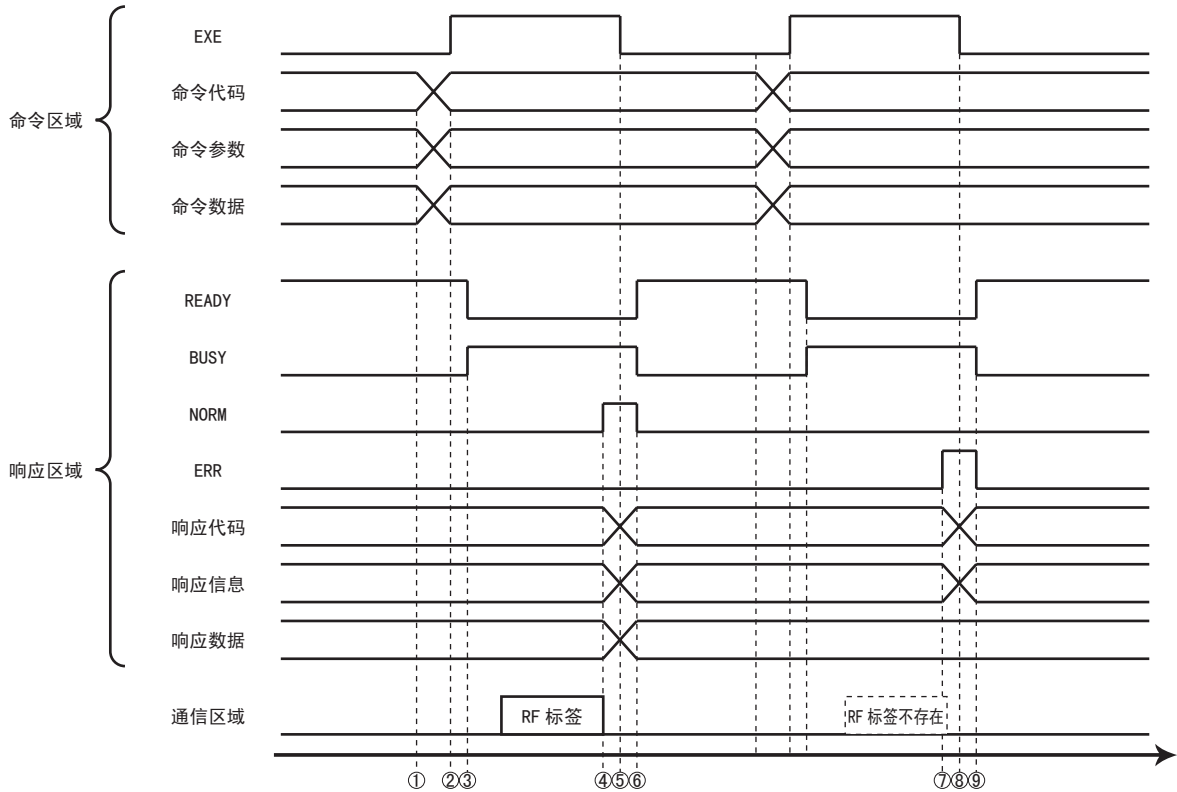 EXE
命令代码
命令区域
命令参数
命令数据
READY
BUSY
NORM
响应区域
ERR
响应代码
响应信息
响应数据
通信区域
RF 标签
RF 标签不存在
① ②③ ④⑤⑥ ⑦⑧⑨